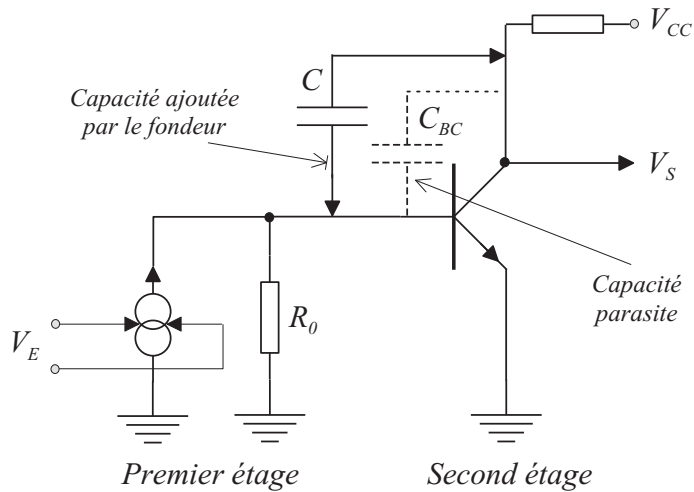 V_CC
C
Capacité ajoutée
par le fondeur
C_BC
V_S
Capacité
parasite
R_0
V_E
Premier étage
Second étage